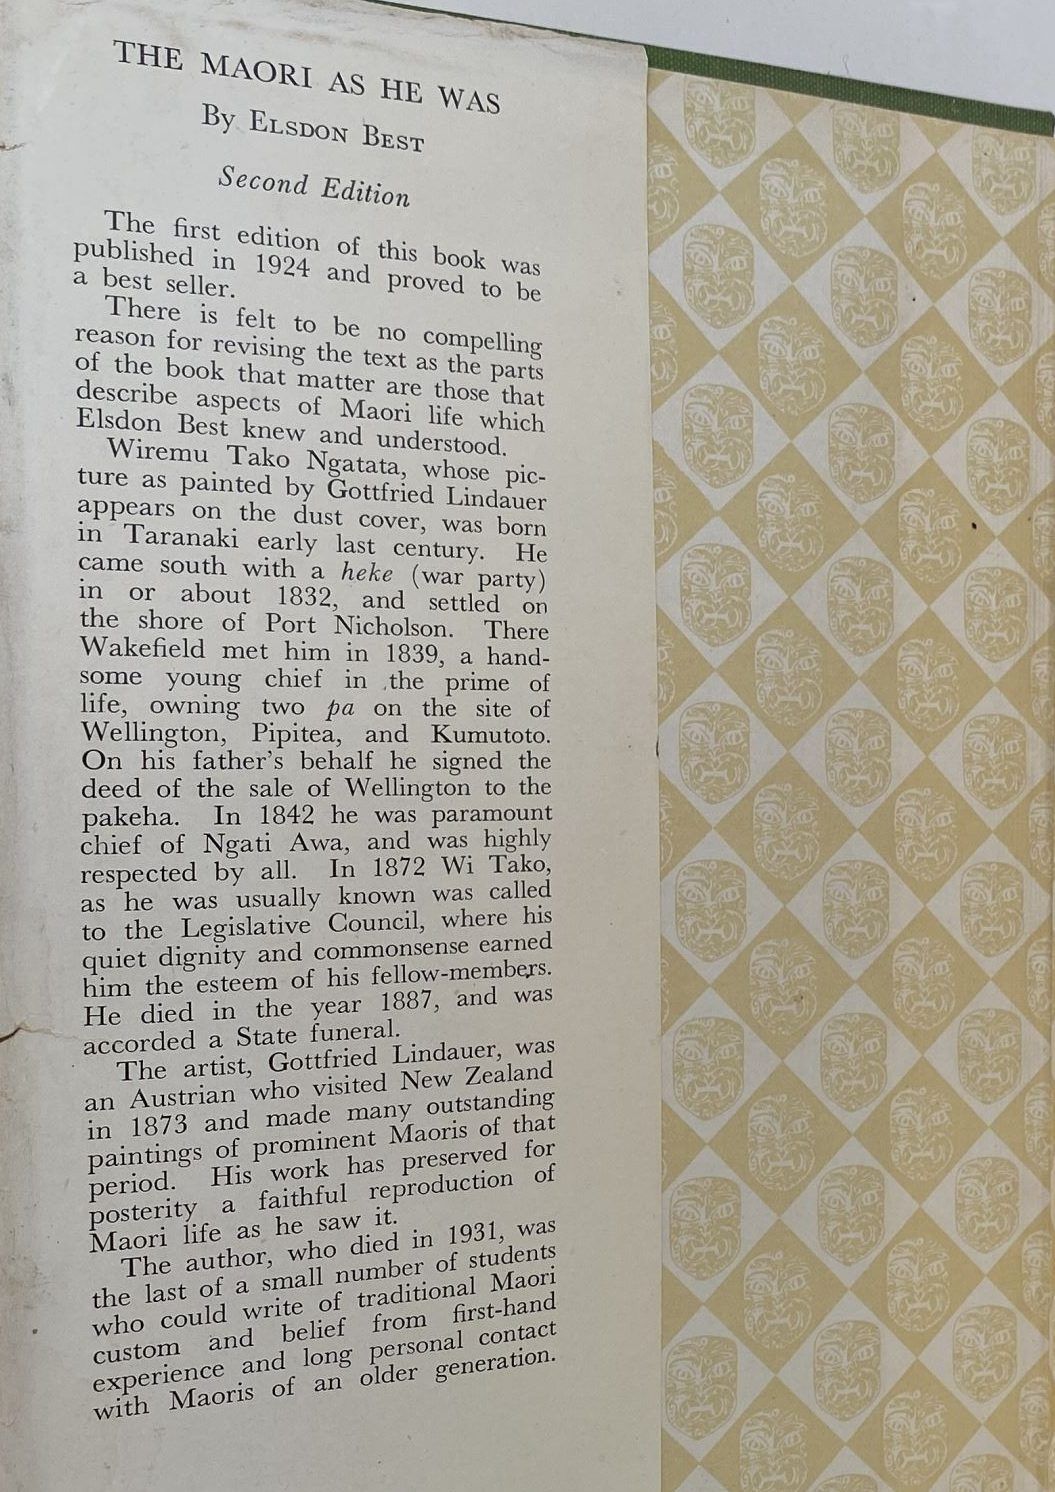 THE MAORI AS HE WAS
By ELSDON BEST
Second Edition
The first edition of this book was
published in 1924 and proved to be
a best seller.
There is felt to be no compelling
reason for revising the text as the parts
of the book that matter are those that
describe aspects of Maori life which
Elsdon Best knew and understood.
Wiremu Tako Ngatata, whose pic-
ture as painted by Gottfried Lindauer
appears on the dust cover, was born
in Taranaki early last century. He
came south with a heke (war party)
in or about 1832, and settled on
the shore of Port Nicholson. There
Wakefield met him in 1839, a hand-
some young chief in the prime of
life, owning two pa on the site of
Wellington, Pipitea, and Kumutoto.
On his father's behalf he signed the
deed of the sale of Wellington to the
pakeha. In 1842 he was paramount
chief of Ngati Awa, and was highly
respected by all. In 1872 Wi Tako,
as he was usually known was called
to the Legislative Council, where his
quiet dignity and commonsense earned
him the esteem of his fellow-members.
He died in the year 1887, and was
accorded a State funeral.
The artist, Gottfried Lindauer, was
an Austrian who visited New Zealand
in 1873 and made many outstanding
paintings of prominent Maoris of that
period. His work has preserved for
posterity a faithful reproduction of
Maori life as he saw it.
The author, who died in 1931, was
the last of a small number of students
who could write of traditional Maori
custom and belief from first-hand
experience and long personal contact
with Maoris of an older generation.